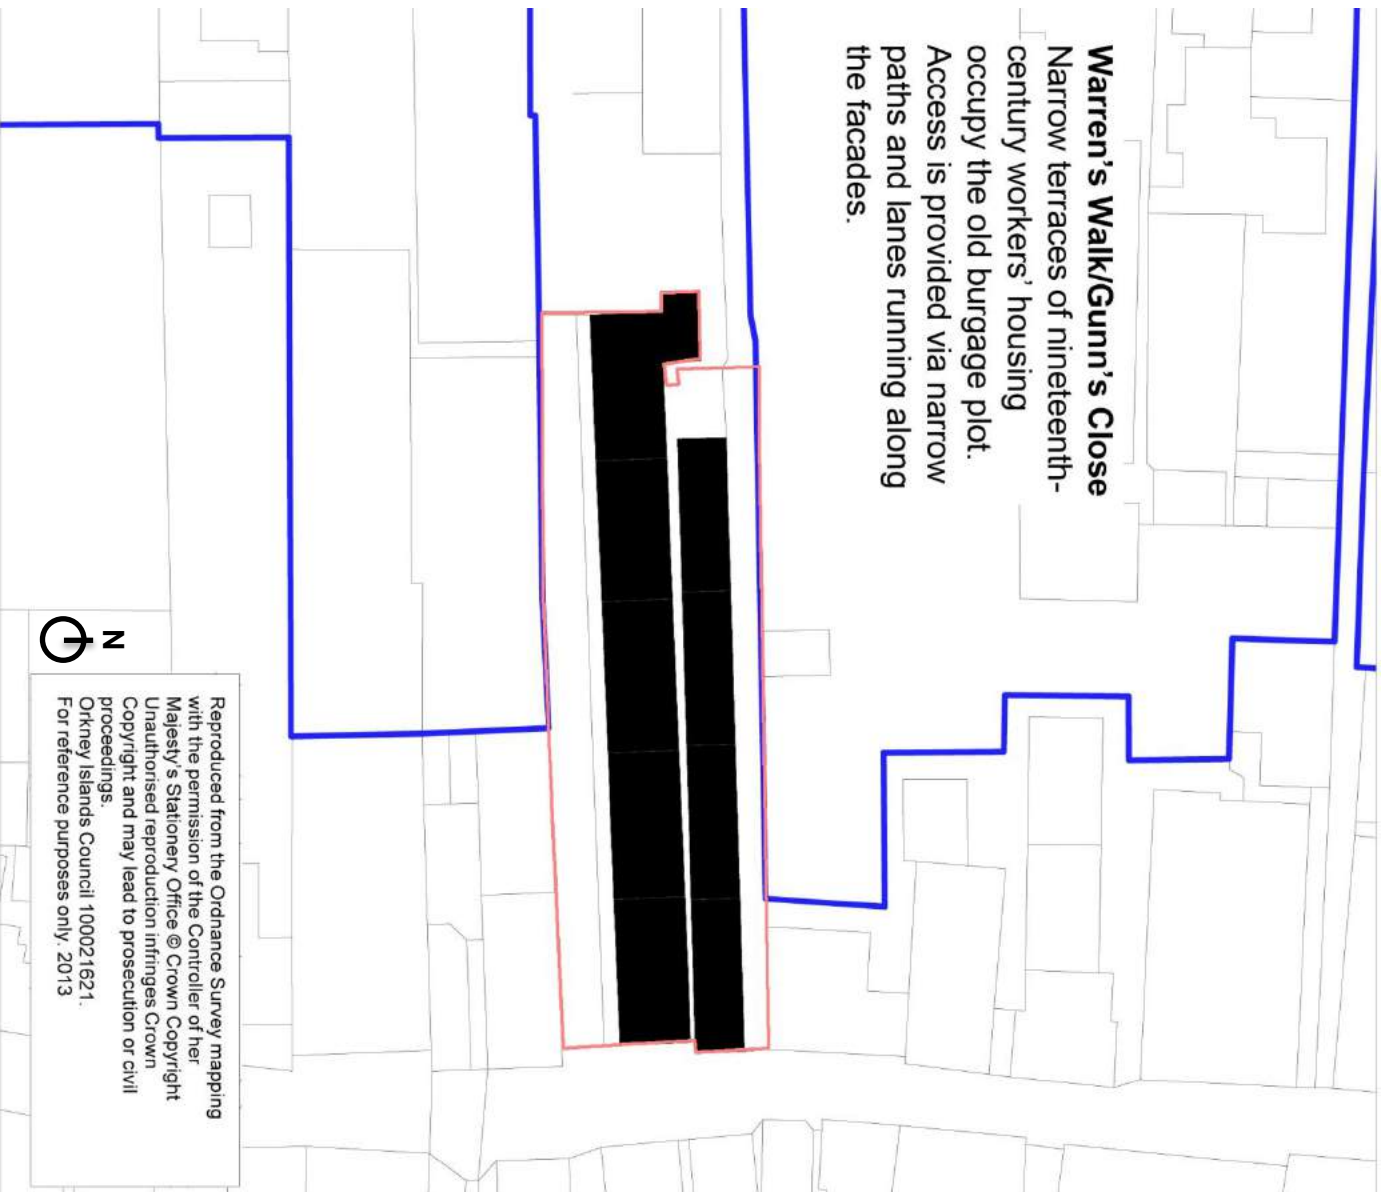 Warren's Walk/Gunn's Close
Narrow terraces of nineteenth-
century workers' housing
occupy the old burgage plot.
Access is provided via narrow
paths and lanes running along
the facades.
N
Reproduced from the Ordnance Survey mapping
with the permission of the Controller of her
Majesty's Stationery Office © Crown Copyright
Unauthorised reproduction infringes Crown
Copyright and may lead to prosecution or civil
proceedings.
Orkney Islands Council 100021621.
For reference purposes only. 2013